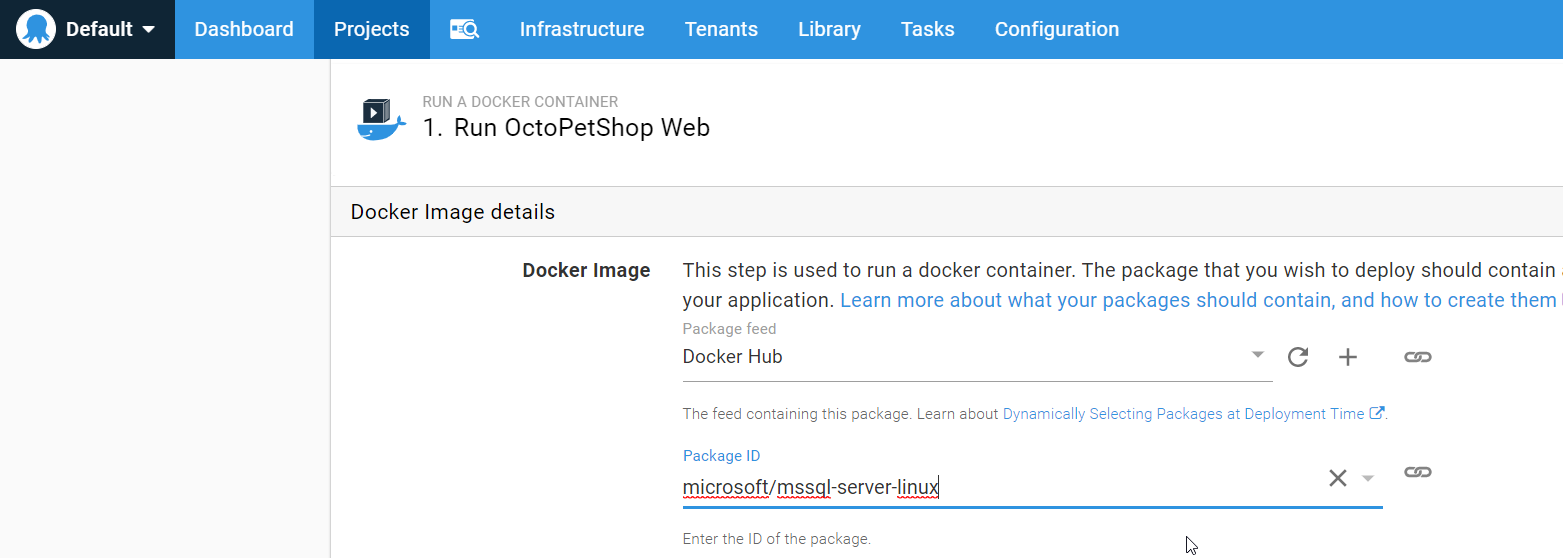 Default Dashboard Projects Infrastructure Tenants Library Tasks Configuration
RUN A DOCKER CONTAINER
1. Run OctoPetShop Web
Docker Image details
Docker Image This step is used to run a docker container. The package that you wish to deploy should contain
your application. Learn more about what your packages should contain, and how to create them
Package feed
Docker Hub
The feed containing this package. Learn about Dynamically Selecting Packages at Deployment Time.
Package ID
microsoft/mssql-server-linux
Enter the ID of the package.